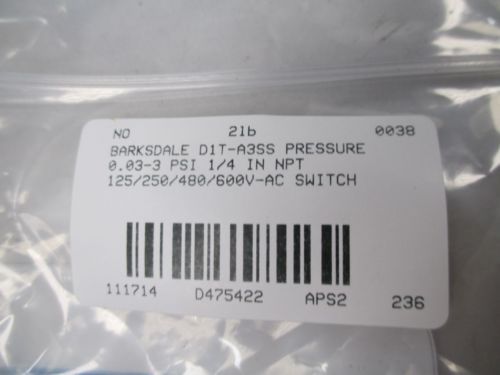 NO 21b 0038
BARKSDALE D1T-A3SS PRESSURE
0.03-3 PSI 1/4 IN NPT
125/250/480/600V-AC SWITCH
111714 D475422 APS2 236